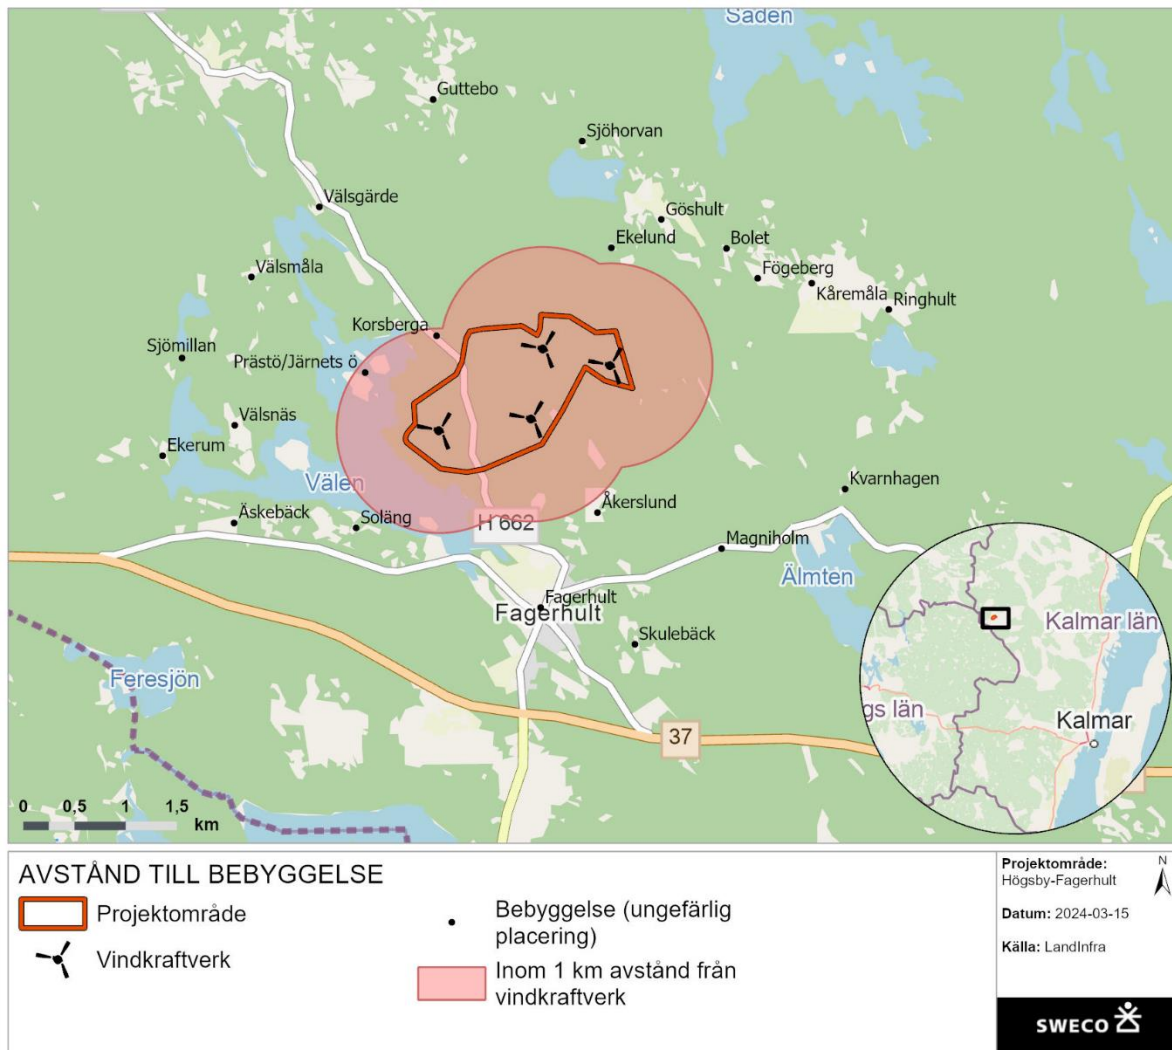 Saden
Guttebo
Sjöhorvan
Välsgärde
Göshult
Ekelund
Bolet
Välsmåla
Fögeberg
Kåremåla
Ringhult
Korsberga
Sjömillan
Prästö/Järnets ö
Välsnäs
Ekerum
Välen
Kvarnhagen
Åkerslund
Äskebäck
Soläng
H 662
Magniholm
Älmten
Fagerhult
Fagerhult
Kalmar län
Skulebäck
Feresjön
gs län
Kalmar
37
0 0,5 1 1,5
km
AVSTÅND TILL BEBYGGELSE
Projektområde
Vindkraftverk
Bebyggelse (ungefärlig
placering)
Inom 1 km avstånd från
vindkraftverk
Projektområde:
Högsby-Fagerhult
N
Datum: 2024-03-15
Källa: LandInfra
SWECO